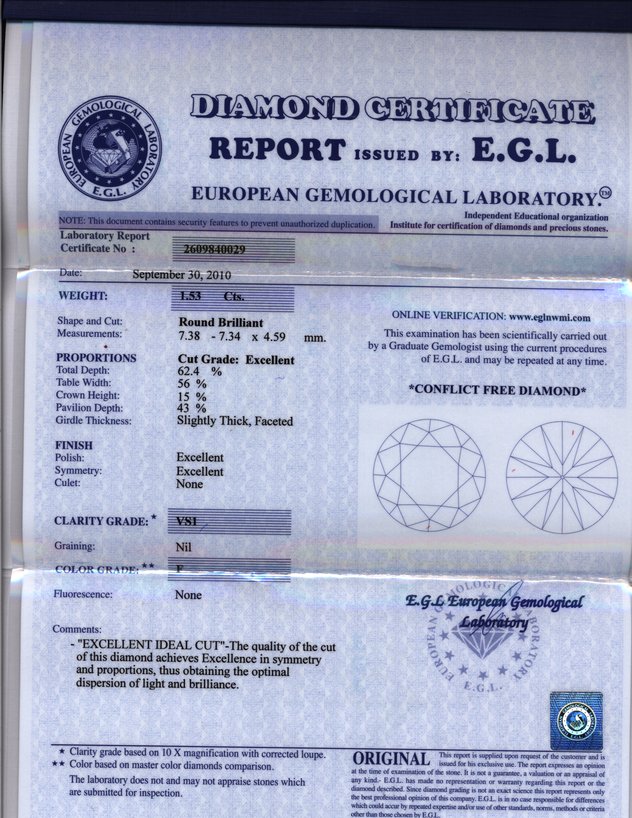 EUROPEAN GEMOLOGICAL LABORATORY
E.G.L.
DIAMOND CERTIFICATE
REPORT ISSUED BY: E.G.L.
EUROPEAN GEMOLOGICAL LABORATORY.™
Independent Educational organization
Institute for certification of diamonds and precious stones.
NOTE: This document contains security features to prevent unauthorized duplication.
Laboratory Report
Certificate No : 2609840029
Date: September 30, 2010
WEIGHT: 1.53 Cts.
Shape and Cut: Round Brilliant
Measurements: 7.38 - 7.34 x 4.59 mm.
PROPORTIONS Cut Grade: Excellent
Total Depth: 62.4 %
Table Width: 56 %
Crown Height: 15 %
Pavilion Depth: 43 %
Girdle Thickness: Slightly Thick, Faceted
FINISH
Polish: Excellent
Symmetry: Excellent
Culet: None
CLARITY GRADE: * VS1
Graining: Nil
COLOR GRADE: ** F
Fluorescence: None
Comments:
- "EXCELLENT IDEAL CUT"-The quality of the cut
of this diamond achieves Excellence in symmetry
and proportions, thus obtaining the optimal
dispersion of light and brilliance.
ONLINE VERIFICATION: www.eglnwmi.com
This examination has been scientifically carried out
by a Graduate Gemologist using the current procedures
of E.G.L. and may be repeated at any time.
*CONFLICT FREE DIAMOND*
E.G.L European Gemological
Laboratory
EUROPEAN GEMOLOGICAL LABORATORY
E.G.L.
* Clarity grade based on 10 X magnification with corrected loupe.
** Color based on master color diamonds comparison.
The laboratory does not and may not appraise stones which
are submitted for inspection.
ORIGINAL This report is supplied upon request of the customer and is
issued for his exclusive use. The report expresses an opinion
at the time of examination of the stone. It is not a guarantee, a valuation or an appraisal of
any kind.- E.G.L. has made no representation or warranty regarding this report or the
diamond described. Since diamond grading is not an exact science this report represents only
the best professional opinion of this company. E.G.L. is in no case responsible for differences
which could occur by repeated expertise and/or use of other standards, norms, methods or criteria
other than those chosen by E.G.L.